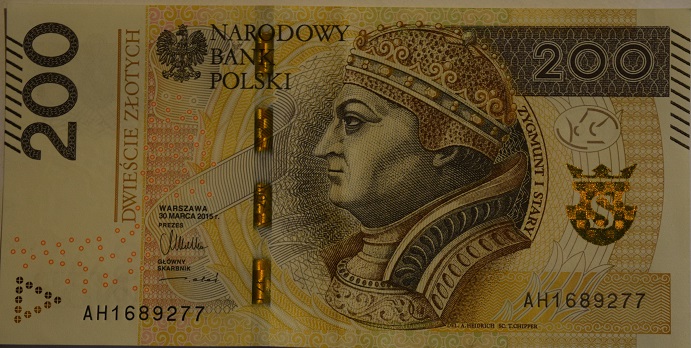 200
DWIEŚCIE ZŁOTYCH
NARODOWY
BANK
POLSKI
200
ZYGMUNT I STARY
WARSZAWA
30 MARCA 2015 r.
PREZES
GŁÓWNY
SKARBNIK
AH1689277
AH1689277